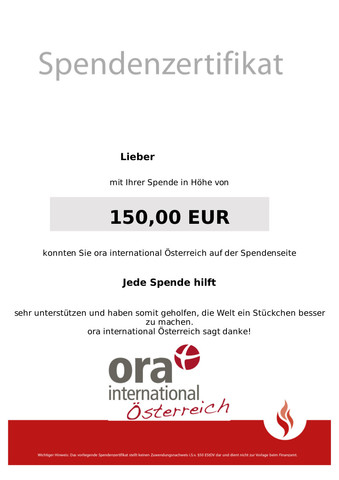 Spendenzertifikat
Lieber
mit Ihrer Spende in Höhe von
150,00 EUR
konnten Sie ora international Österreich auf der Spendenseite
Jede Spende hilft
sehr unterstützen und haben somit geholfen, die Welt ein Stückchen besser
zu machen.
ora international Österreich sagt danke!
ora
international
Österreich
Wichtiger Hinweis: Das vorliegende Spendenzertifikat stellt keinen Zuwendungsnachweis i.S.v. §50 EStDV dar und dient nicht zur Vorlage beim Finanzamt.